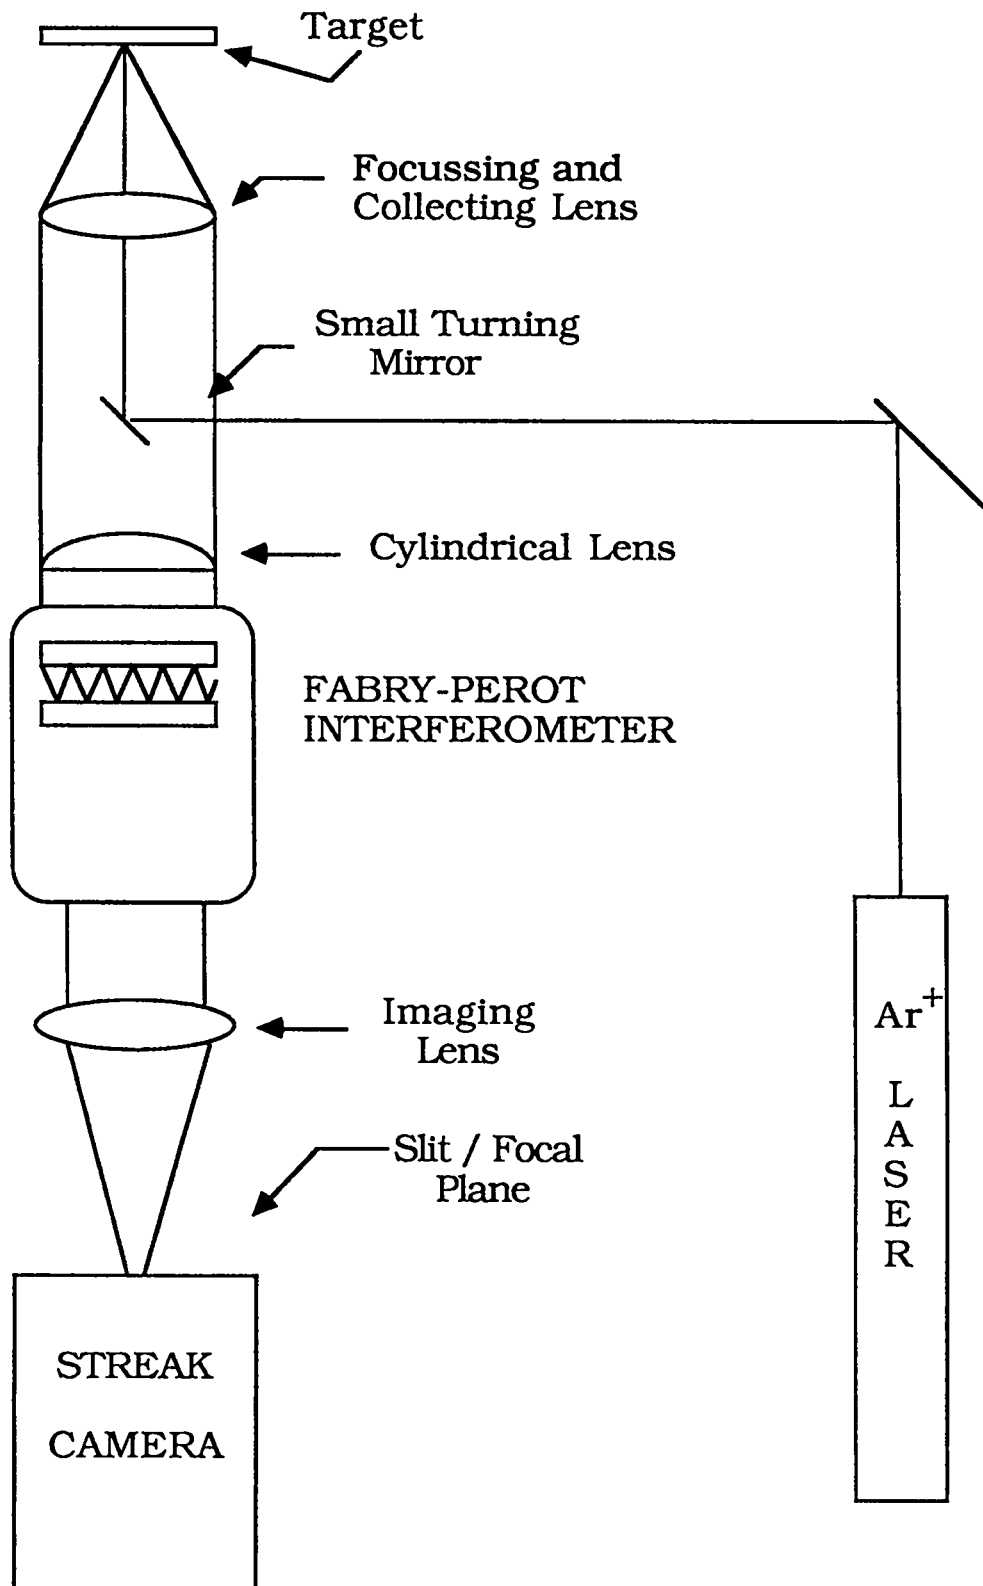 Target
Focussing and
Collecting Lens
Small Turning
Mirror
Cylindrical Lens
FABRY-PEROT
INTERFEROMETER
Imaging
Lens
Ar+
L
A
S
E
R
Slit / Focal
Plane
STREAK
CAMERA